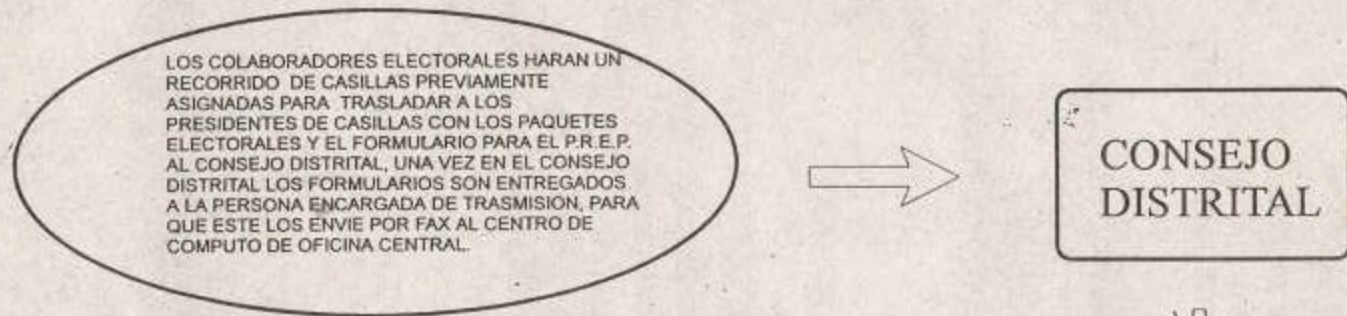 LOS COLABORADORES ELECTORALES HARAN UN
RECORRIDO DE CASILLAS PREVIAMENTE
ASIGNADAS PARA TRASLADAR A LOS
PRESIDENTES DE CASILLAS CON LOS PAQUETES
ELECTORALES Y EL FORMULARIO PARA EL P.R.E.P.
AL CONSEJO DISTRITAL, UNA VEZ EN EL CONSEJO
DISTRITAL LOS FORMULARIOS SON ENTREGADOS
A LA PERSONA ENCARGADA DE TRASMISION, PARA
QUE ESTE LOS ENVIE POR FAX AL CENTRO DE
COMPUTO DE OFICINA CENTRAL.
CONSEJO
DISTRITAL